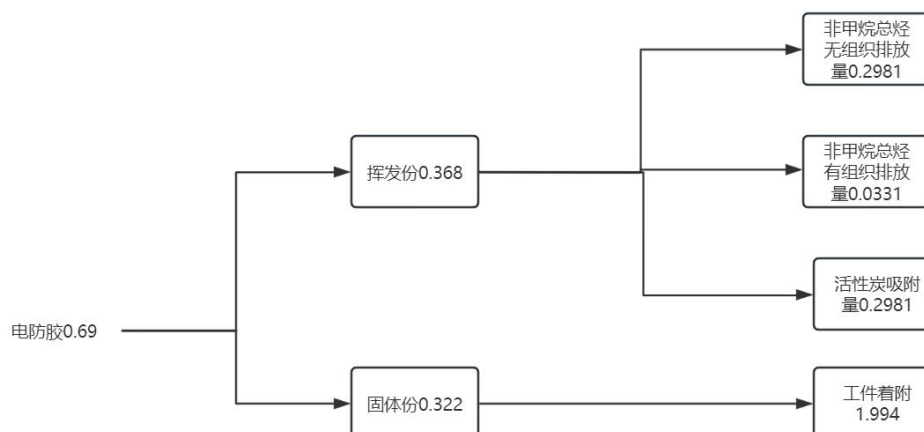 非甲烷总烃
无组织排放
量0.2981
挥发份0.368
非甲烷总烃
有组织排放
量0.0331
活性炭吸附
量0.2981
电防胶0.69
固体份0.322
工件着附
1.994